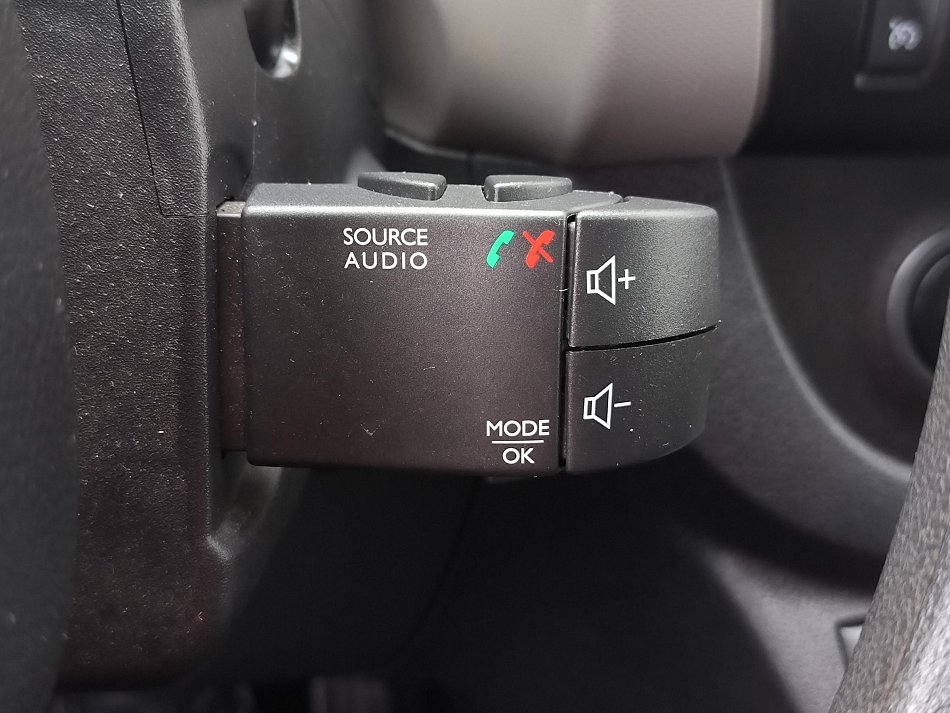 SOURCE
AUDIO
+
-
MODE
OK